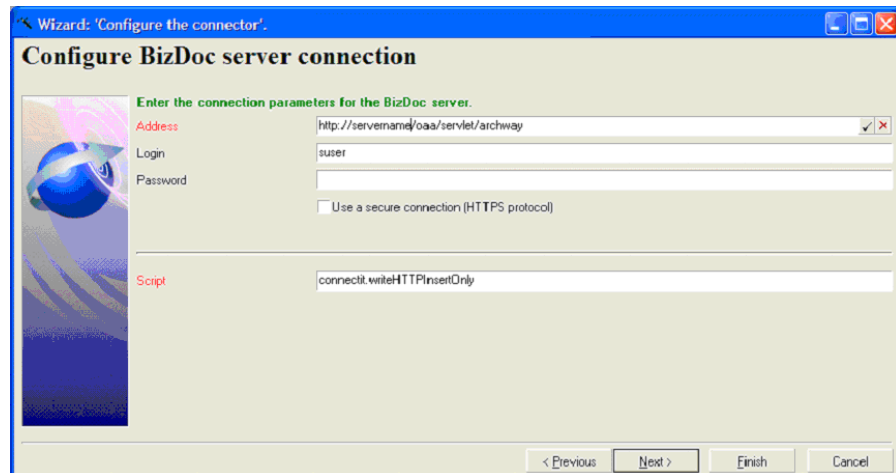 Wizard: 'Configure the connector'.
Configure BizDoc server connection
Enter the connection parameters for the BizDoc server.
Address http://servername/oaa/servlet/archway
Login suser
Password
Use a secure connection (HTTPS protocol)
Script connectit.writeHTTPInsertOnly
< Previous Next > Finish Cancel